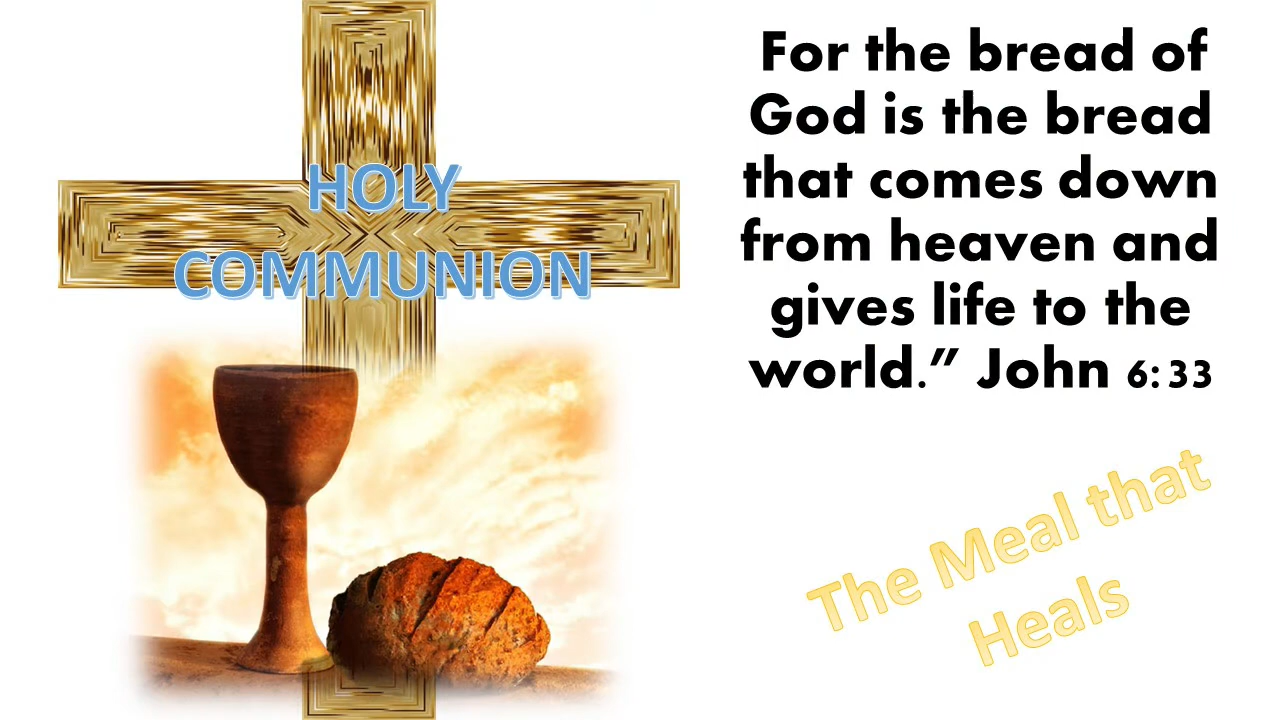 HOLY
COMMUNION
For the bread of
God is the bread
that comes down
from heaven and
gives life to the
world.” John 6:33
The Meal that
Heals